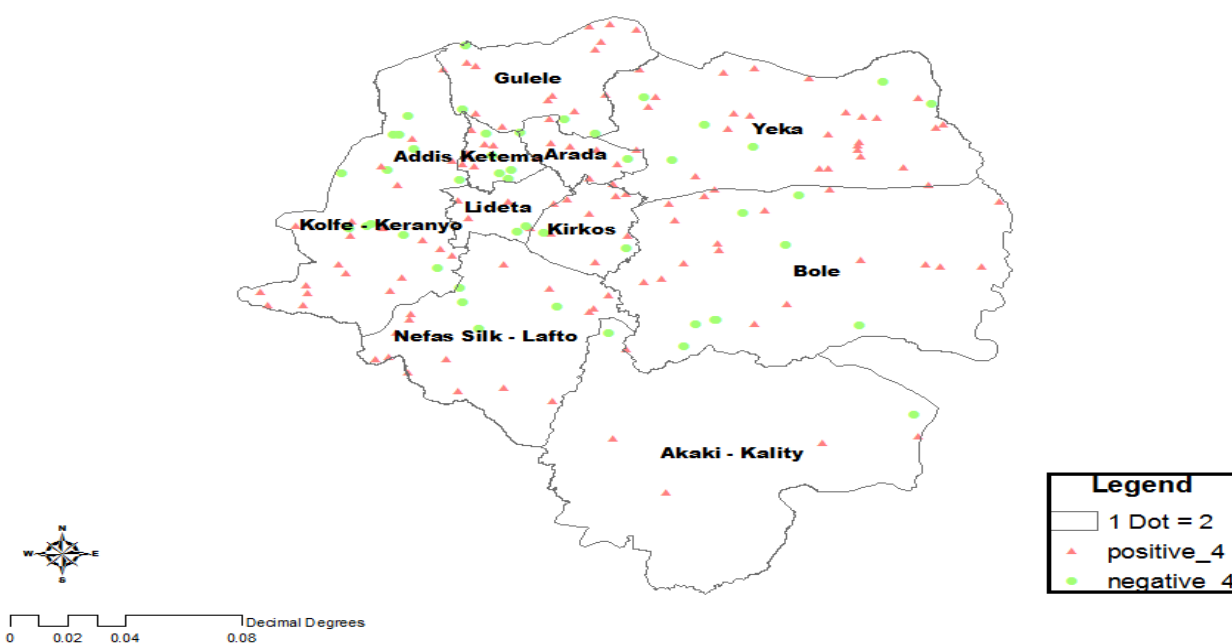 Gulele
Yeka
Addis Ketema
Arada
Lideta
Kolfe - Keranyo
Kirkos
Bole
Nefas Silk - Lafto
Akaki - Kality
Legend
1 Dot = 2
positive_4
negative_4
N
W E
S
Decimal Degrees
0 0.02 0.04 0.08